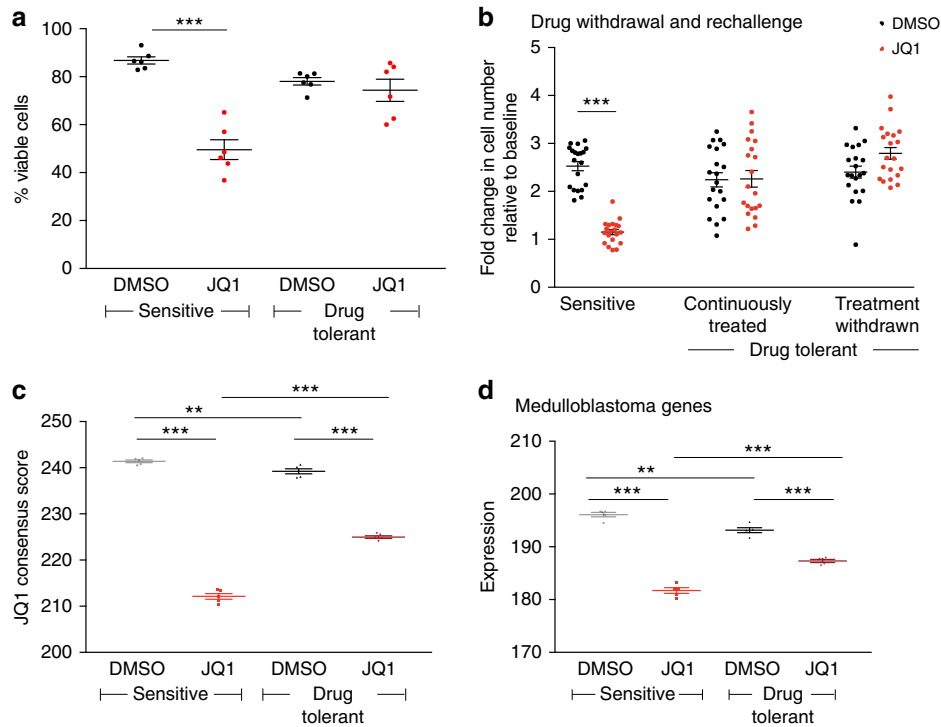 a
% viable cells
100
80
60
40
20
0
***
DMSO
JQ1
DMSO
JQ1
Sensitive
Drug
tolerant
b
Drug withdrawal and rechallenge
DMSO
JQ1
Fold change in cell number
relative to baseline
5
4
3
2
1
0
***
Sensitive
Continuously
treated
Treatment
withdrawn
Drug tolerant
c
JQ1 consensus score
250
240
225
210
200
***
**
***
***
DMSO
JQ1
DMSO
JQ1
Sensitive
Drug
tolerant
d
Medulloblastoma genes
Expression
210
200
190
180
170
***
**
***
***
DMSO
JQ1
DMSO
JQ1
Sensitive
Drug
tolerant